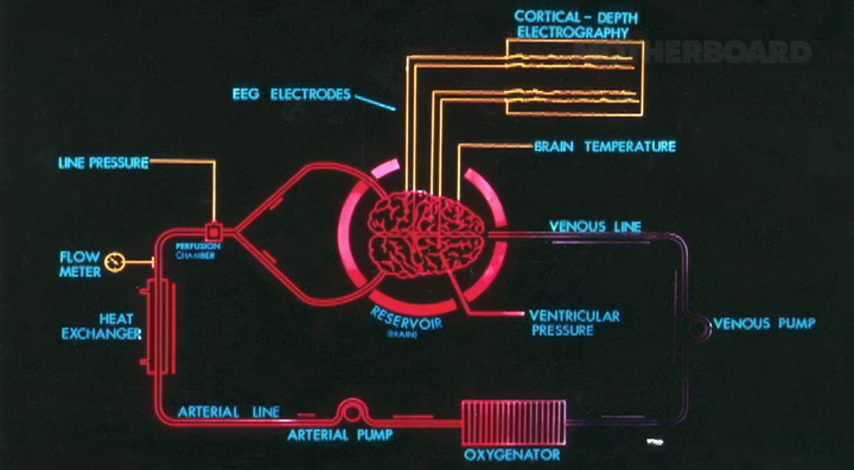 CORTICAL - DEPTH
ELECTROGRAPHY
MOTHERBOARD
EEG ELECTRODES
BRAIN TEMPERATURE
LINE PRESSURE
VENOUS LINE
PERFUSION
CHAMBER
FLOW
METER
HEAT
EXCHANGER
RESERVOIR
(BRAIN)
VENTRICULAR
PRESSURE
VENOUS PUMP
ARTERIAL LINE
ARTERIAL PUMP
OXYGENATOR